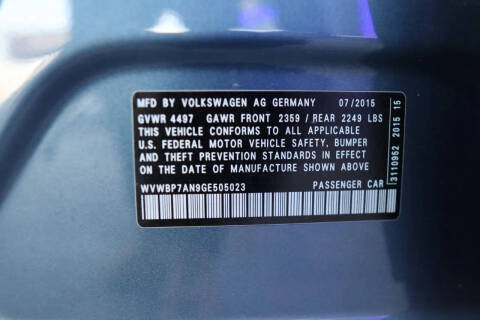 MFD BY VOLKSWAGEN AG GERMANY 07/2015
GVWR 4497 GAWR FRONT 2359 / REAR 2249 LBS
THIS VEHICLE CONFORMS TO ALL APPLICABLE
U.S. FEDERAL MOTOR VEHICLE SAFETY, BUMPER
AND THEFT PREVENTION STANDARDS IN EFFECT
ON THE DATE OF MANUFACTURE SHOWN ABOVE
WVWBP7AN9GE505023 PASSENGER CAR
3110952 2015 15